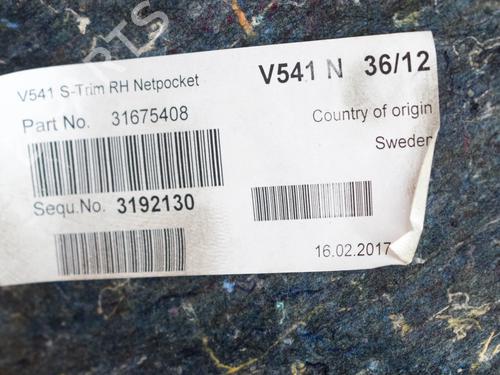 V541 S-Trim RH Netpocket
V541 N 36/12
Part No. 31675408
Country of origin
Sweden
Sequ.No. 3192130
16.02.2017
PARTS